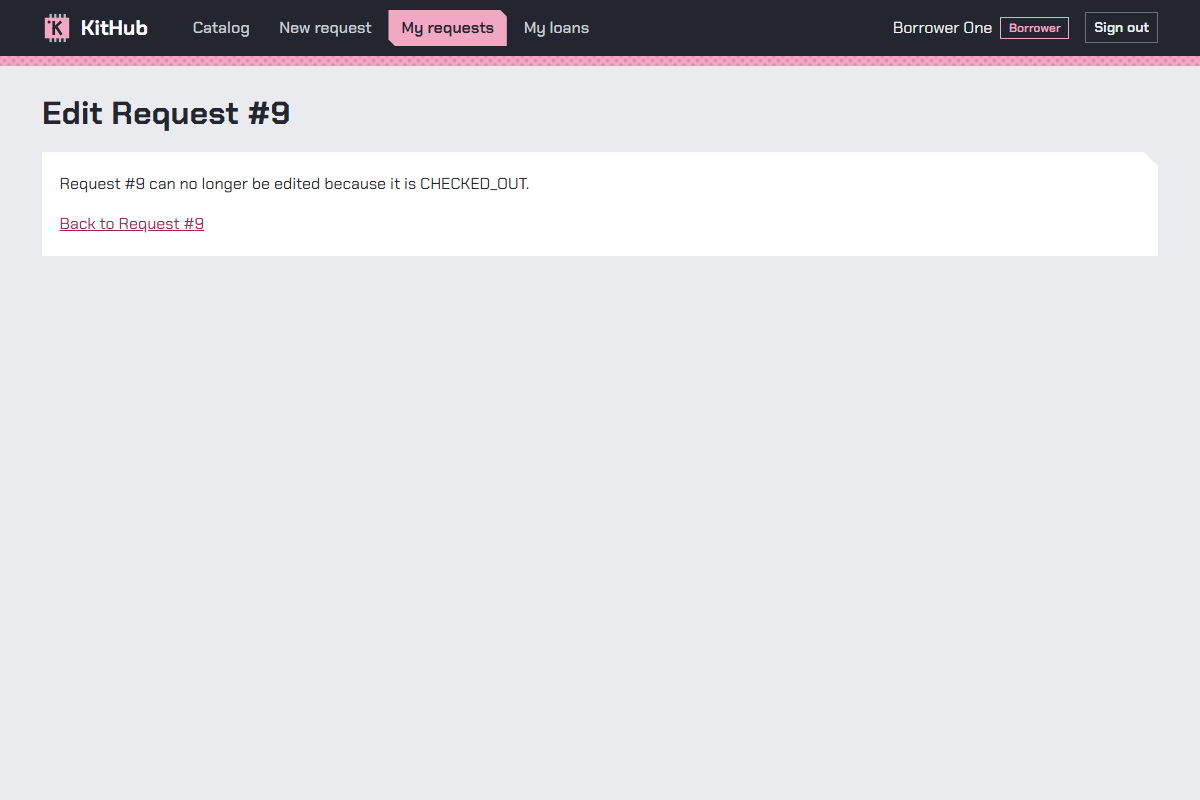 K KitHub Catalog New request My requests My loans Borrower One Borrower Sign out
Edit Request #9
Request #9 can no longer be edited because it is CHECKED_OUT.
Back to Request #9